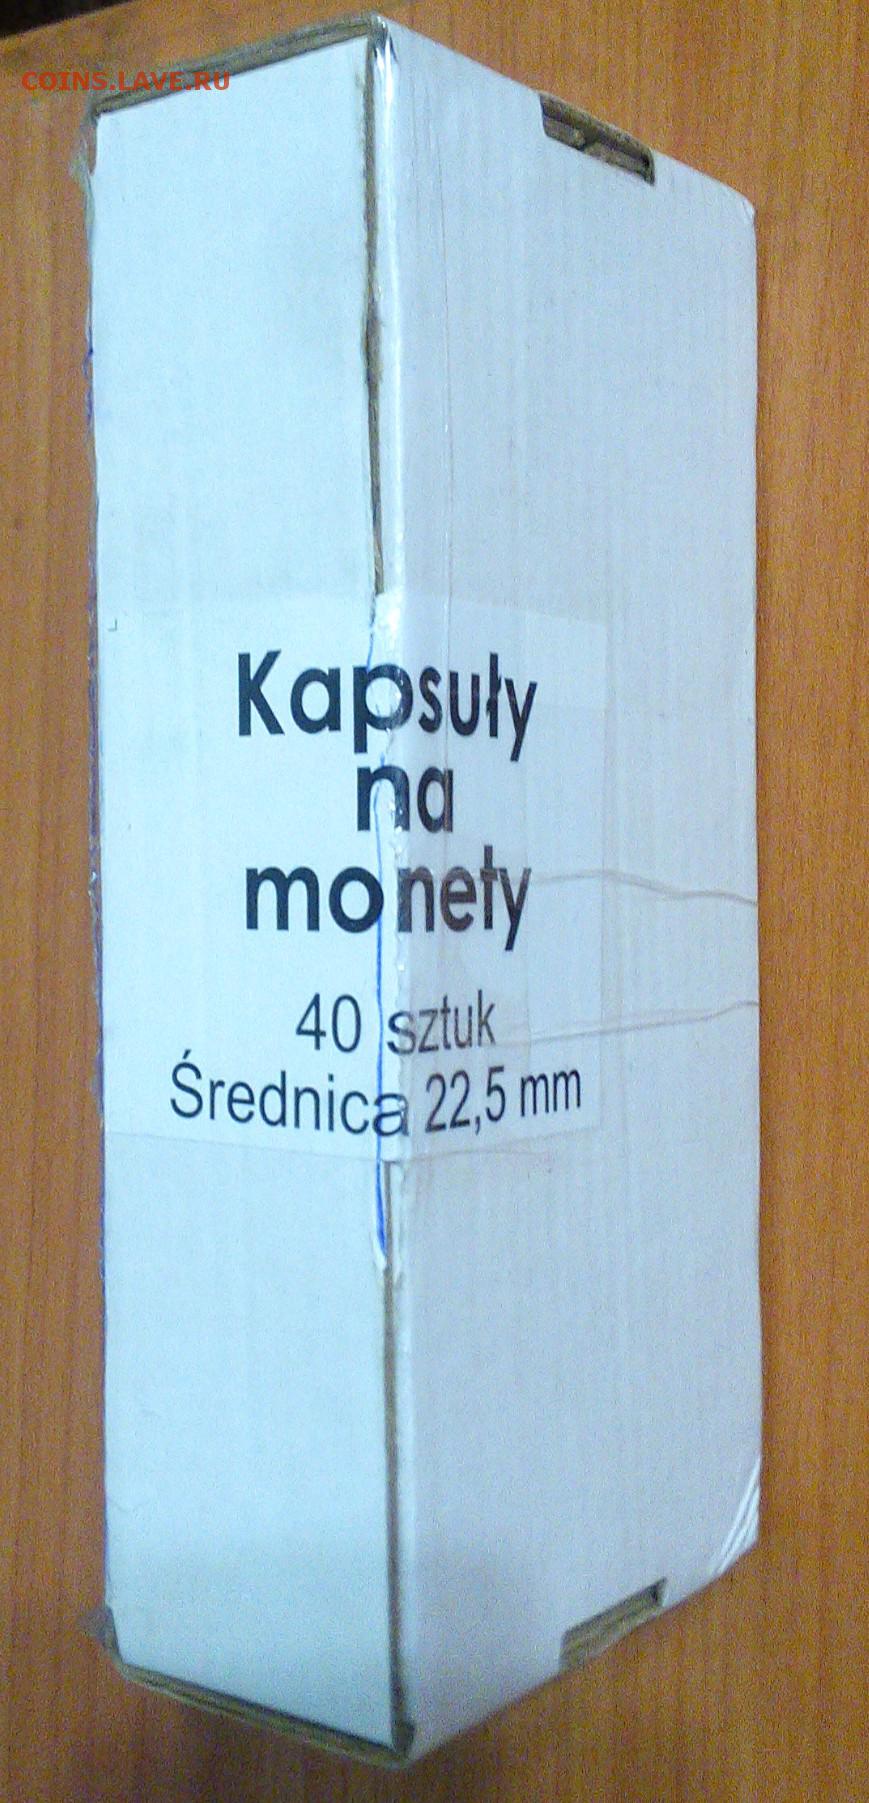 COINS.LAVE.RU
Kapsuły
na
monety
40 sztuk
Średnica 22,5 mm